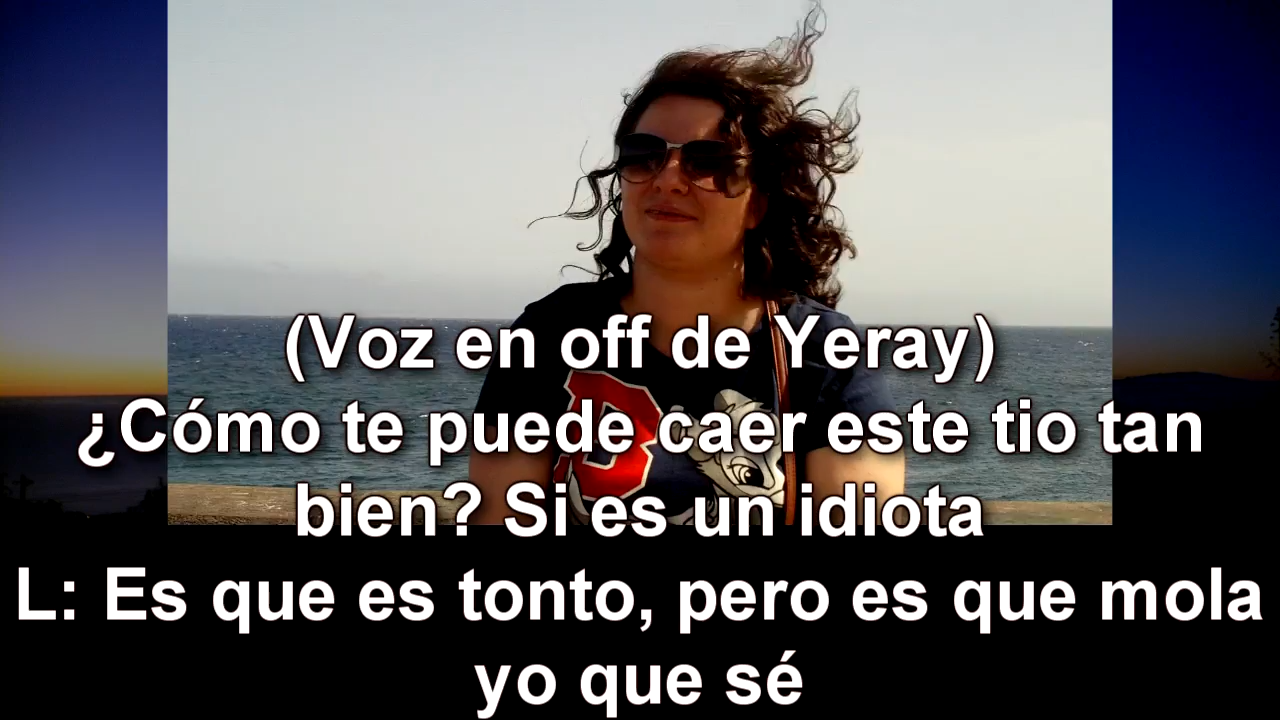 (Voz en off de Yeray)
¿Cómo te puede caer este tio tan
bien? Si es un idiota
L: Es que es tonto, pero es que mola
yo que sé
B